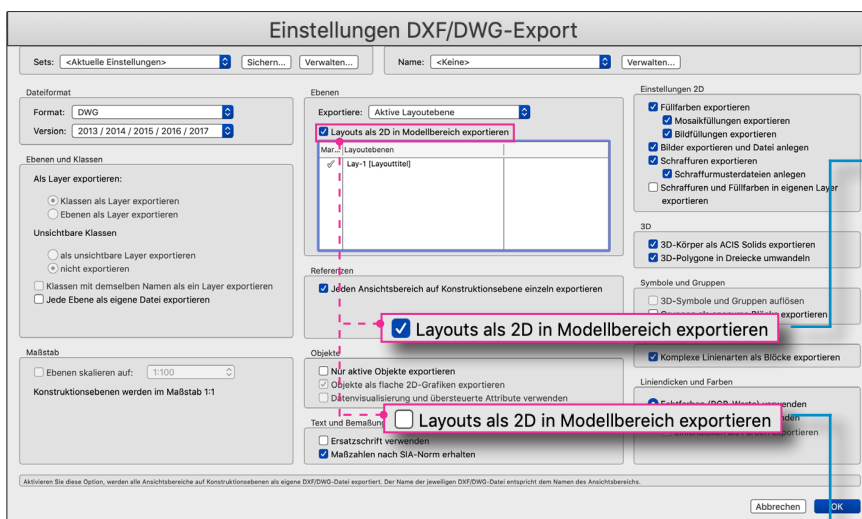 Einstellungen DXF/DWG-Export
Sets: <Aktuelle Einstellungen> Sichern... Verwalten... Name: <Keine> Verwalten...
Dateiformat
Format: DWG
Version: 2013 / 2014 / 2015 / 2016 / 2017
Ebenen und Klassen
Als Layer exportieren:
Klassen als Layer exportieren
Ebenen als Layer exportieren
Unsichtbare Klassen
als unsichtbare Layer exportieren
nicht exportieren
Klassen mit demselben Namen als ein Layer exportieren
Jede Ebene als eigene Datei exportieren
Maßstab
Ebenen skalieren auf: 1:100
Konstruktionsebenen werden im Maßstab 1:1
Ebenen
Exportiere: Aktive Layoutebene
Layouts als 2D in Modellbereich exportieren
Mar... Layoutebenen
Lay-1 [Layouttitel]
Referenzen
Jeden Ansichtsbereich auf Konstruktionsebene einzeln exportieren
Layouts als 2D in Modellbereich exportieren
Objekte
Nur aktive Objekte exportieren
Objekte als flache 2D-Grafiken exportieren
Datenvisualisierung und übersteuerte Attribute verwenden
Layouts als 2D in Modellbereich exportieren
Text und Bemaßung
Ersatzschrift verwenden
Maßzahlen nach SIA-Norm erhalten
Einstellungen 2D
Füllfarben exportieren
Mosaikfüllungen exportieren
Bildfüllungen exportieren
Bilder exportieren und Datei anlegen
Schraffuren exportieren
Schraffurmusterdateien anlegen
Schraffuren und Füllfarben in eigenen Layer
exportieren
3D
3D-Körper als ACIS Solids exportieren
3D-Polygone in Dreiecke umwandeln
Symbole und Gruppen
3D-Symbole und Gruppen auflösen
exportieren
Komplexe Linienarten als Blöcke exportieren
Liniendicken und Farben
Echtfarben (RGB-Werte) verwenden
exportieren
Aktivieren Sie diese Option, werden alle Ansichtsbereiche auf Konstruktionsebenen als eigene DXF/DWG-Datei exportiert. Der Name der jeweiligen DXF/DWG-Datei entspricht dem Namen des Ansichtsbereichs.
Abbrechen OK